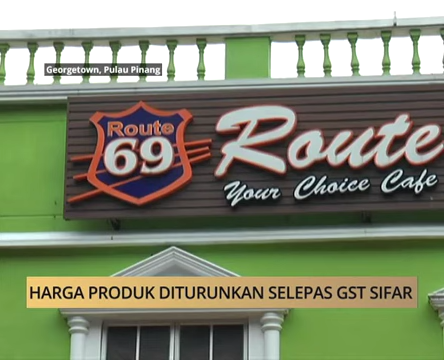 Georgetown, Pulau Pinang
Route
69
Route
Your Choice Cafe
HARGA PRODUK DITURUNKAN SELEPAS GST SIFAR